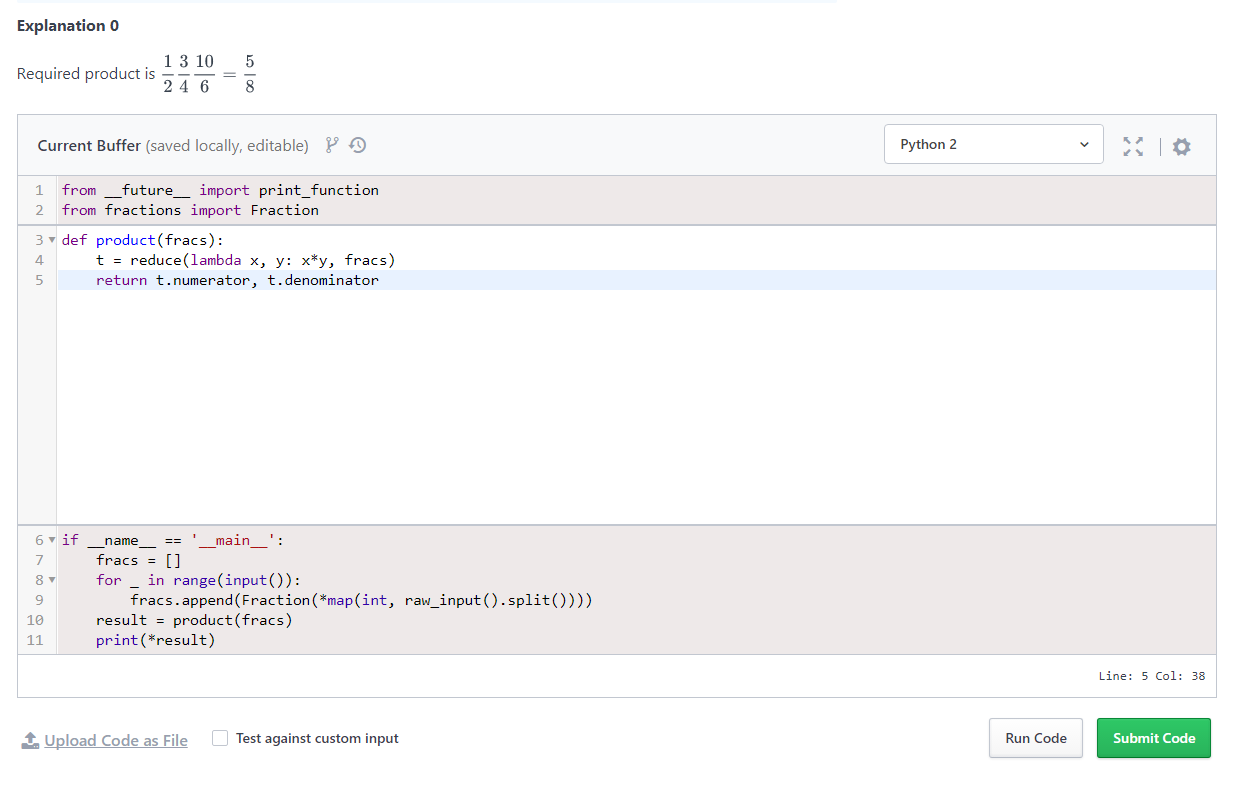 Explanation 0
Required product is 1/2 3/4 10/6 = 5/8
Current Buffer (saved locally, editable)
Python 2
1 from __future__ import print_function
2 from fractions import Fraction
3 def product(fracs):
4     t = reduce(lambda x, y: x*y, fracs)
5     return t.numerator, t.denominator
6 if __name__ == '__main__':
7     fracs = []
8     for _ in range(input()):
9         fracs.append(Fraction(*map(int, raw_input().split())))
10     result = product(fracs)
11     print(*result)
Line: 5 Col: 38
Upload Code as File
Test against custom input
Run Code
Submit Code